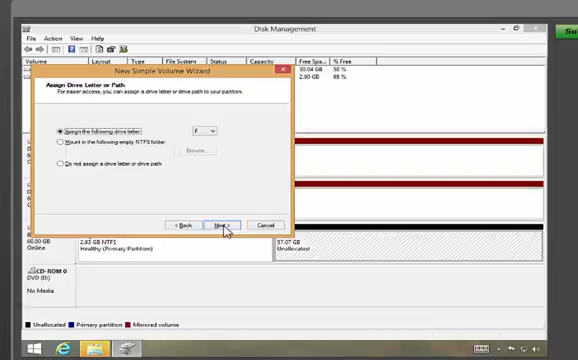 Disk Management
File Action View Help
Volume Layout Type File System Status Capacity Free Spa... % Free
30.04 GB 50 %
2.90 GB 99 %
New Simple Volume Wizard
Assign Drive Letter or Path
For easier access, you can assign a drive letter or drive path to your partition.
Assign the following drive letter: F
Mount in the following empty NTFS folder:
Browse...
Do not assign a drive letter or drive path
< Back Next > Cancel
60.00 GB
Online
2.93 GB NTFS
Healthy (Primary Partition)
57.07 GB
Unallocated
CD-ROM 0
DVD (D:)
No Media
Unallocated Primary partition Mirrored volume